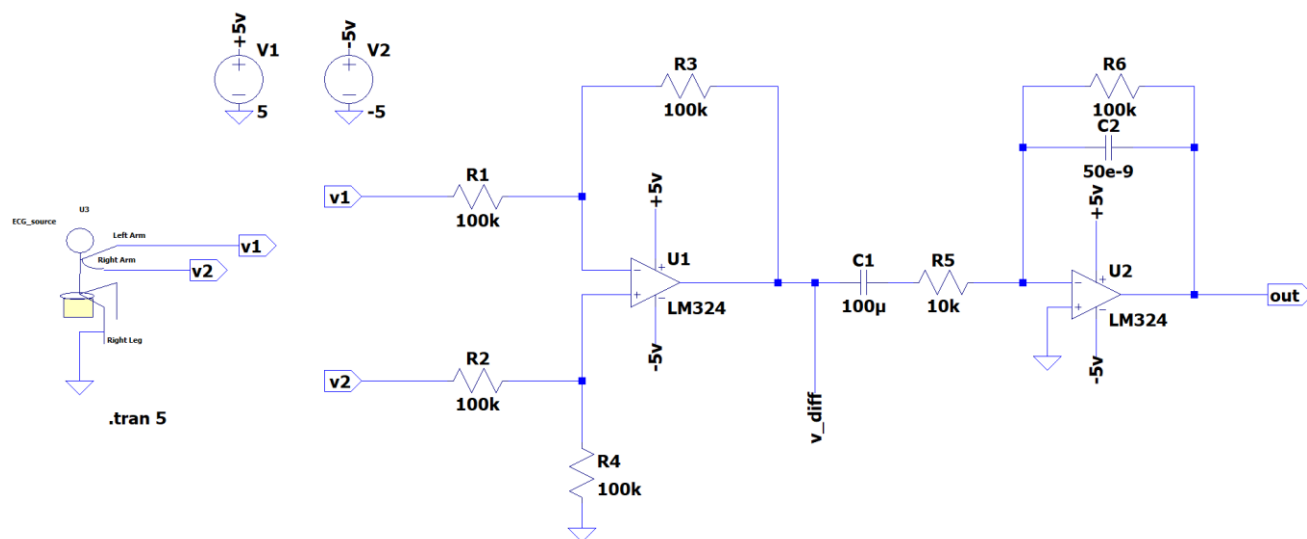 +5v
V1
5
-5v
V2
-5
R3
100k
R6
100k
C2
50e-9
v1
R1
100k
+5v
+5v
U3
ECG_source
Left Arm
v1
Right Arm
v2
Right Leg
U1
LM324
-5v
C1
100µ
R5
10k
U2
LM324
-5v
out
v2
R2
100k
v_diff
.tran 5
R4
100k